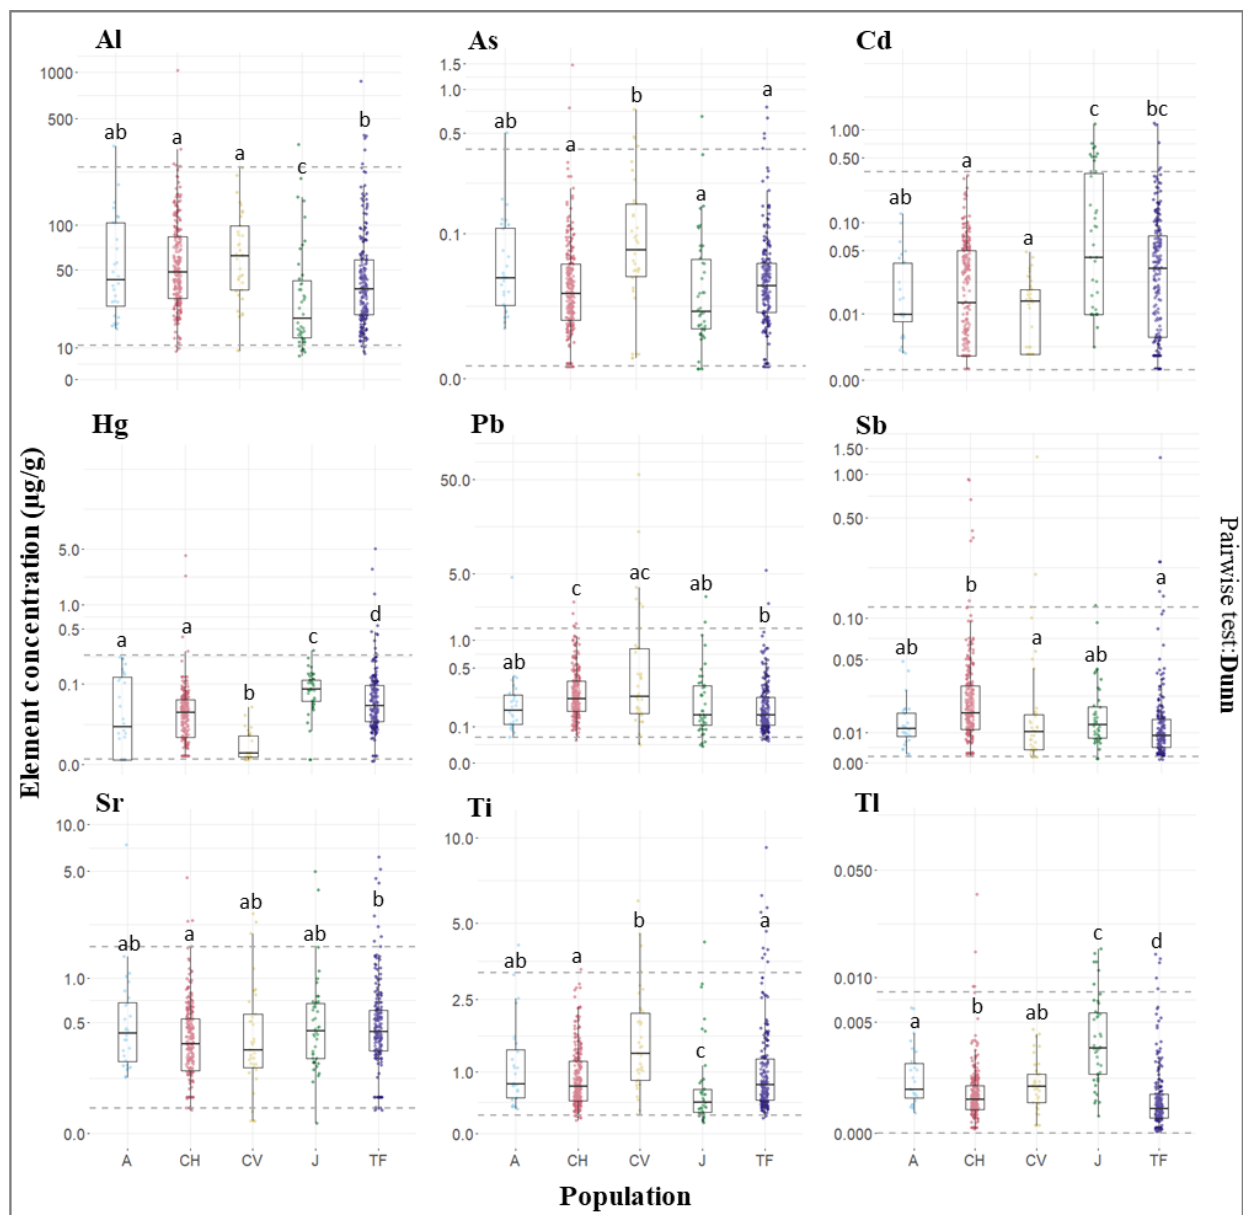 Al
1000
500
100
50
10
0
ab
a
a
c
b
As
1.5
1.0
0.5
0.1
0.0
ab
a
b
a
a
Cd
1.00
0.50
0.10
0.05
0.01
0.00
ab
a
a
c
bc
Element concentration (µg/g)
Hg
5.0
1.0
0.5
0.1
0.0
a
a
b
c
d
Pb
50.0
5.0
1.0
0.5
0.1
0.0
ab
c
ac
ab
b
Sb
1.50
1.00
0.50
0.10
0.05
0.01
0.00
ab
b
a
ab
a
Pairwise test:Dunn
Sr
10.0
5.0
1.0
0.5
0.0
ab
a
ab
ab
b
A CH CV J TF
Ti
10.0
5.0
2.5
1.0
0.0
ab
a
b
c
a
A CH CV J TF
Tl
0.050
0.010
0.005
0.000
a
b
ab
c
d
A CH CV J TF
Population